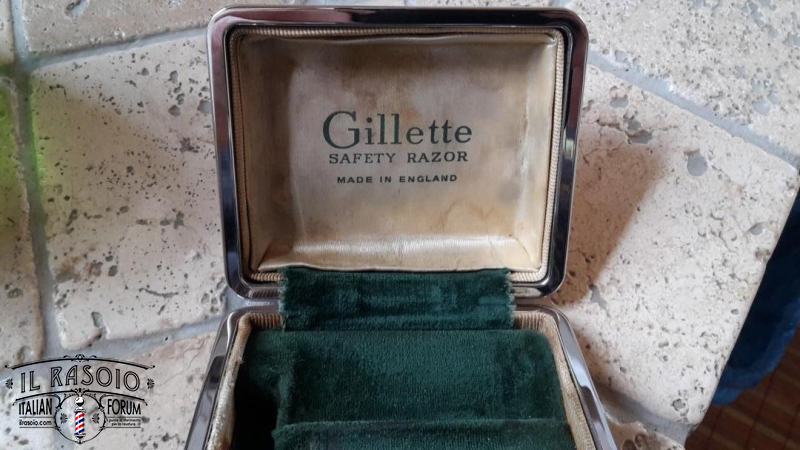 Gillette
SAFETY RAZOR
MADE IN ENGLAND
IL RASOIO
ITALIAN FORUM
ilrasoio.com